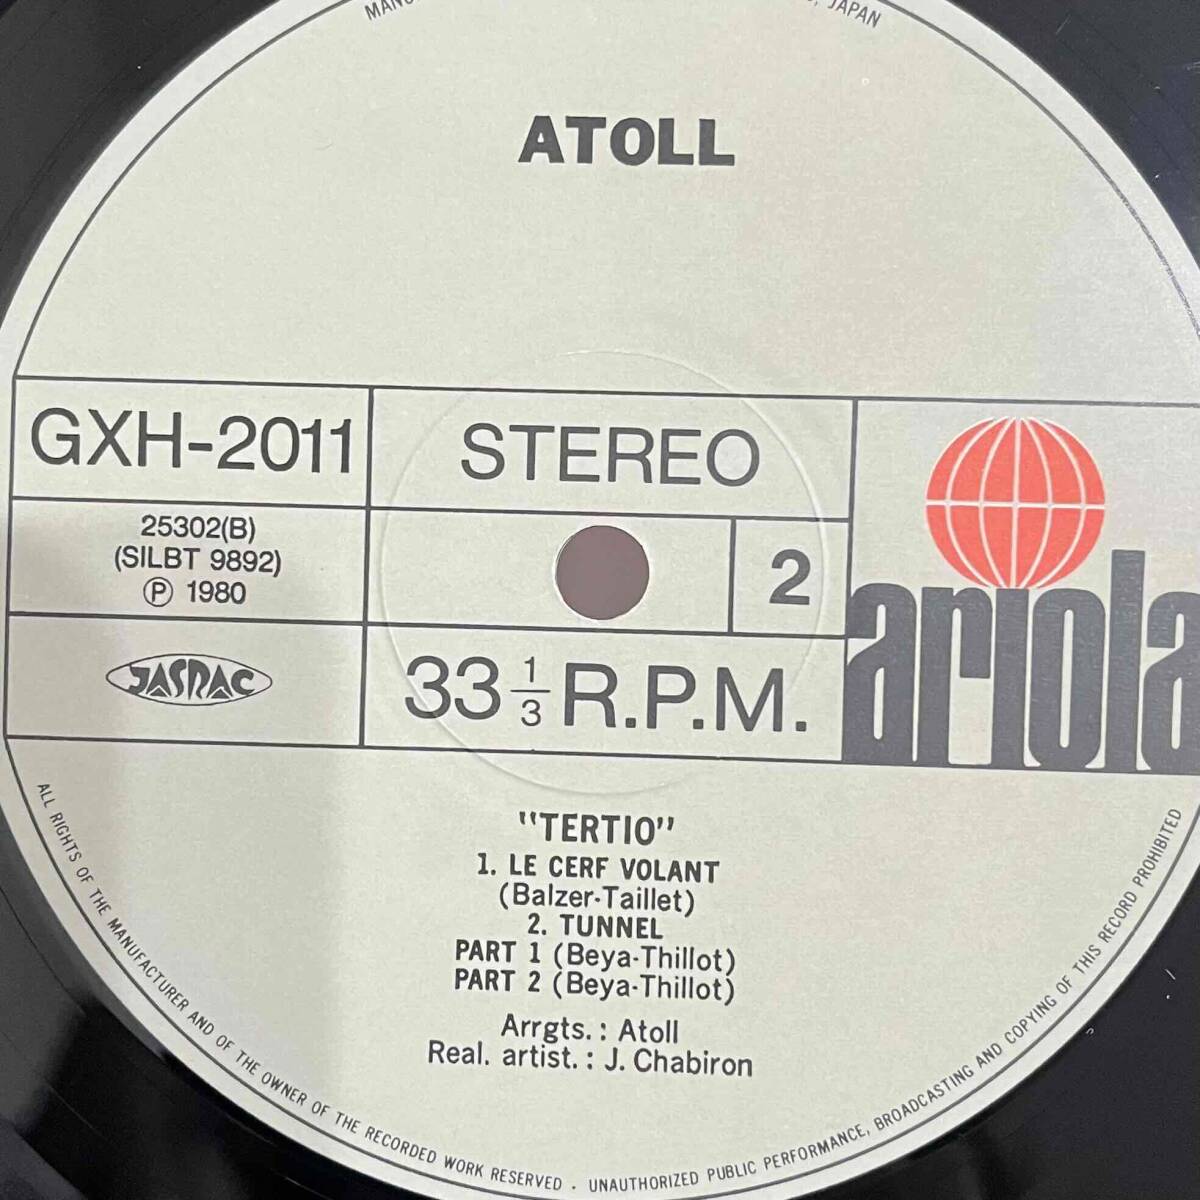 JAPAN
ATOLL
GXH-2011
STEREO
25302(B)
(SILBT 9892)
Ⓟ 1980
2
ariola
JASRAC
33 1/3 R.P.M.
"TERTIO"
1. LE CERF VOLANT
(Balzer-Taillet)
2. TUNNEL
PART 1 (Beya-Thillot)
PART 2 (Beya-Thillot)
Arrgts. : Atoll
Real. artist. : J. Chabiron
ALL RIGHTS OF THE MANUFACTURER AND OF THE OWNER OF THE RECORDED WORK RESERVED . UNAUTHORIZED PUBLIC PERFORMANCE, BROADCASTING AND COPYING OF THIS RECORD PROHIBITED